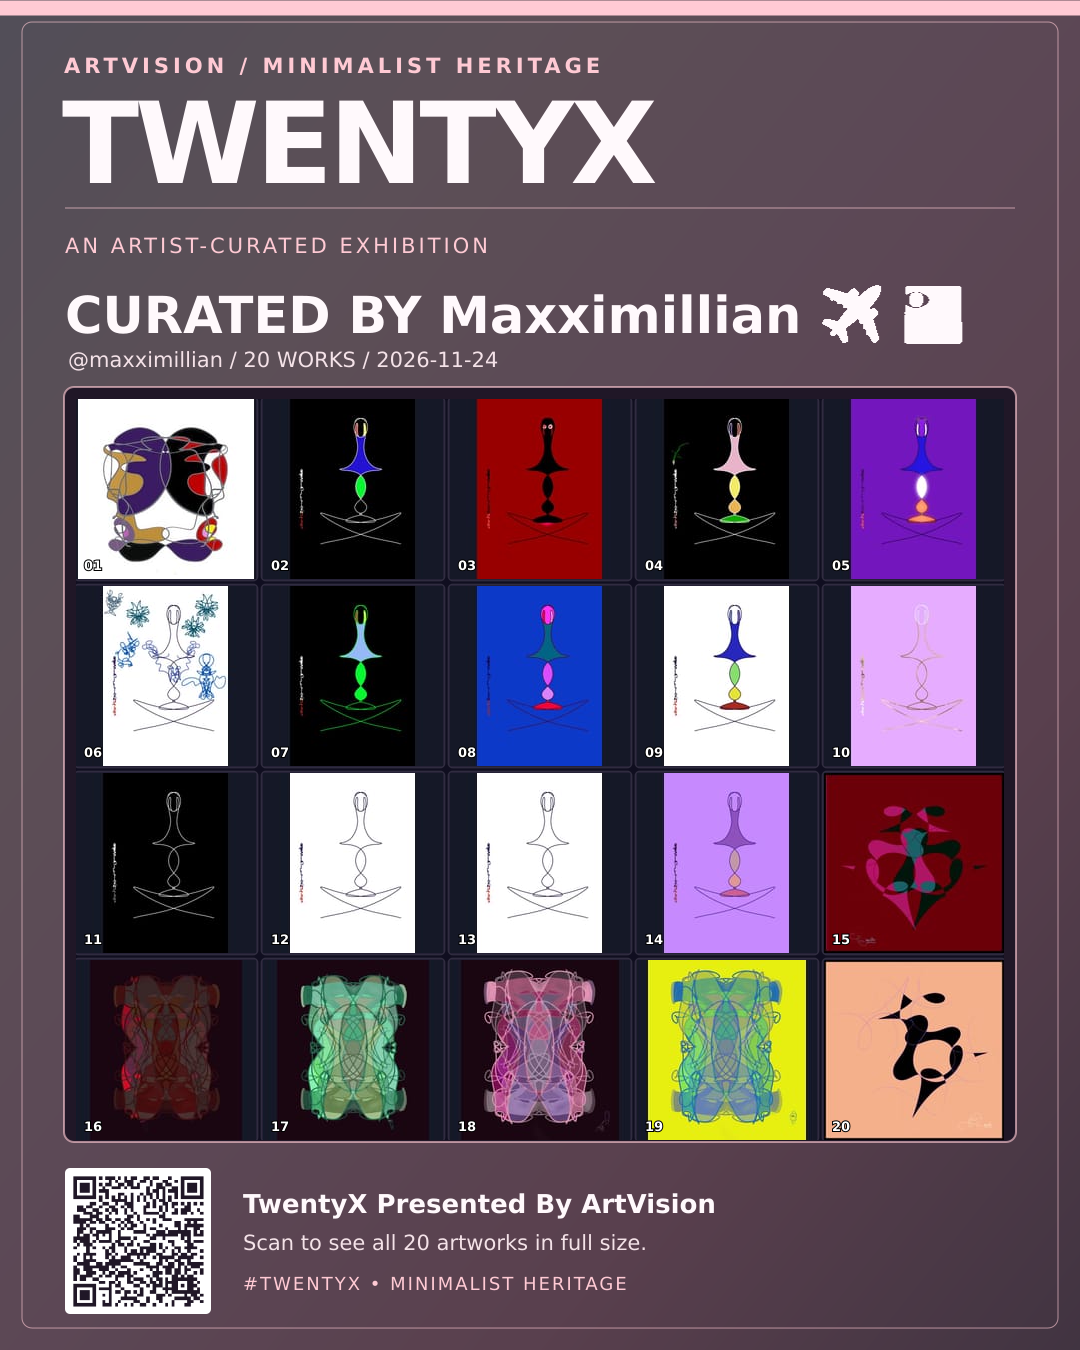 ARTVISION / MINIMALIST HERITAGE
TWENTYX
AN ARTIST-CURATED EXHIBITION
CURATED BY Maxximillian
@maxximillian / 20 WORKS / 2026-11-24
01 02 03 04 05
06 07 08 09 10
11 12 13 14 15
16 17 18 19 20
TwentyX Presented By ArtVision
Scan to see all 20 artworks in full size.
#TWENTYX • MINIMALIST HERITAGE